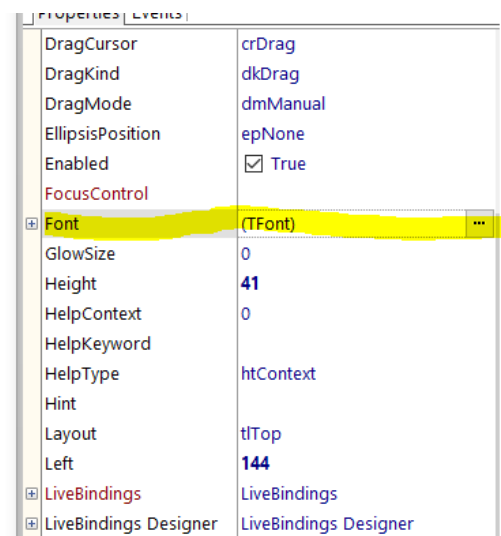 Properties Events
DragCursor crDrag
DragKind dkDrag
DragMode dmManual
EllipsisPosition epNone
Enabled True
FocusControl
Font (TFont) ...
GlowSize 0
Height 41
HelpContext 0
HelpKeyword
HelpType htContext
Hint
Layout tlTop
Left 144
LiveBindings LiveBindings
LiveBindings Designer LiveBindings Designer